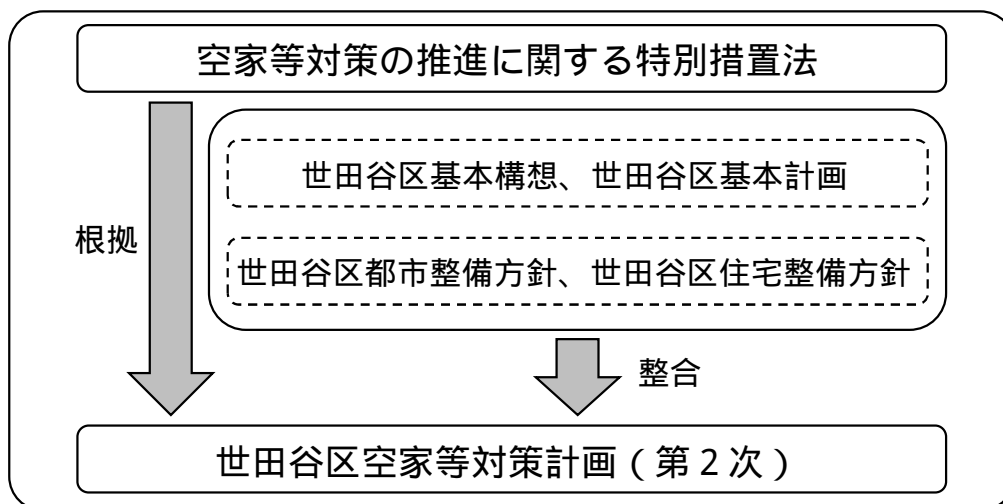 空家等対策の推進に関する特別措置法
世田谷区基本構想、世田谷区基本計画
根拠
世田谷区都市整備方針、世田谷区住宅整備方針
整合
世田谷区空家等対策計画（第２次）